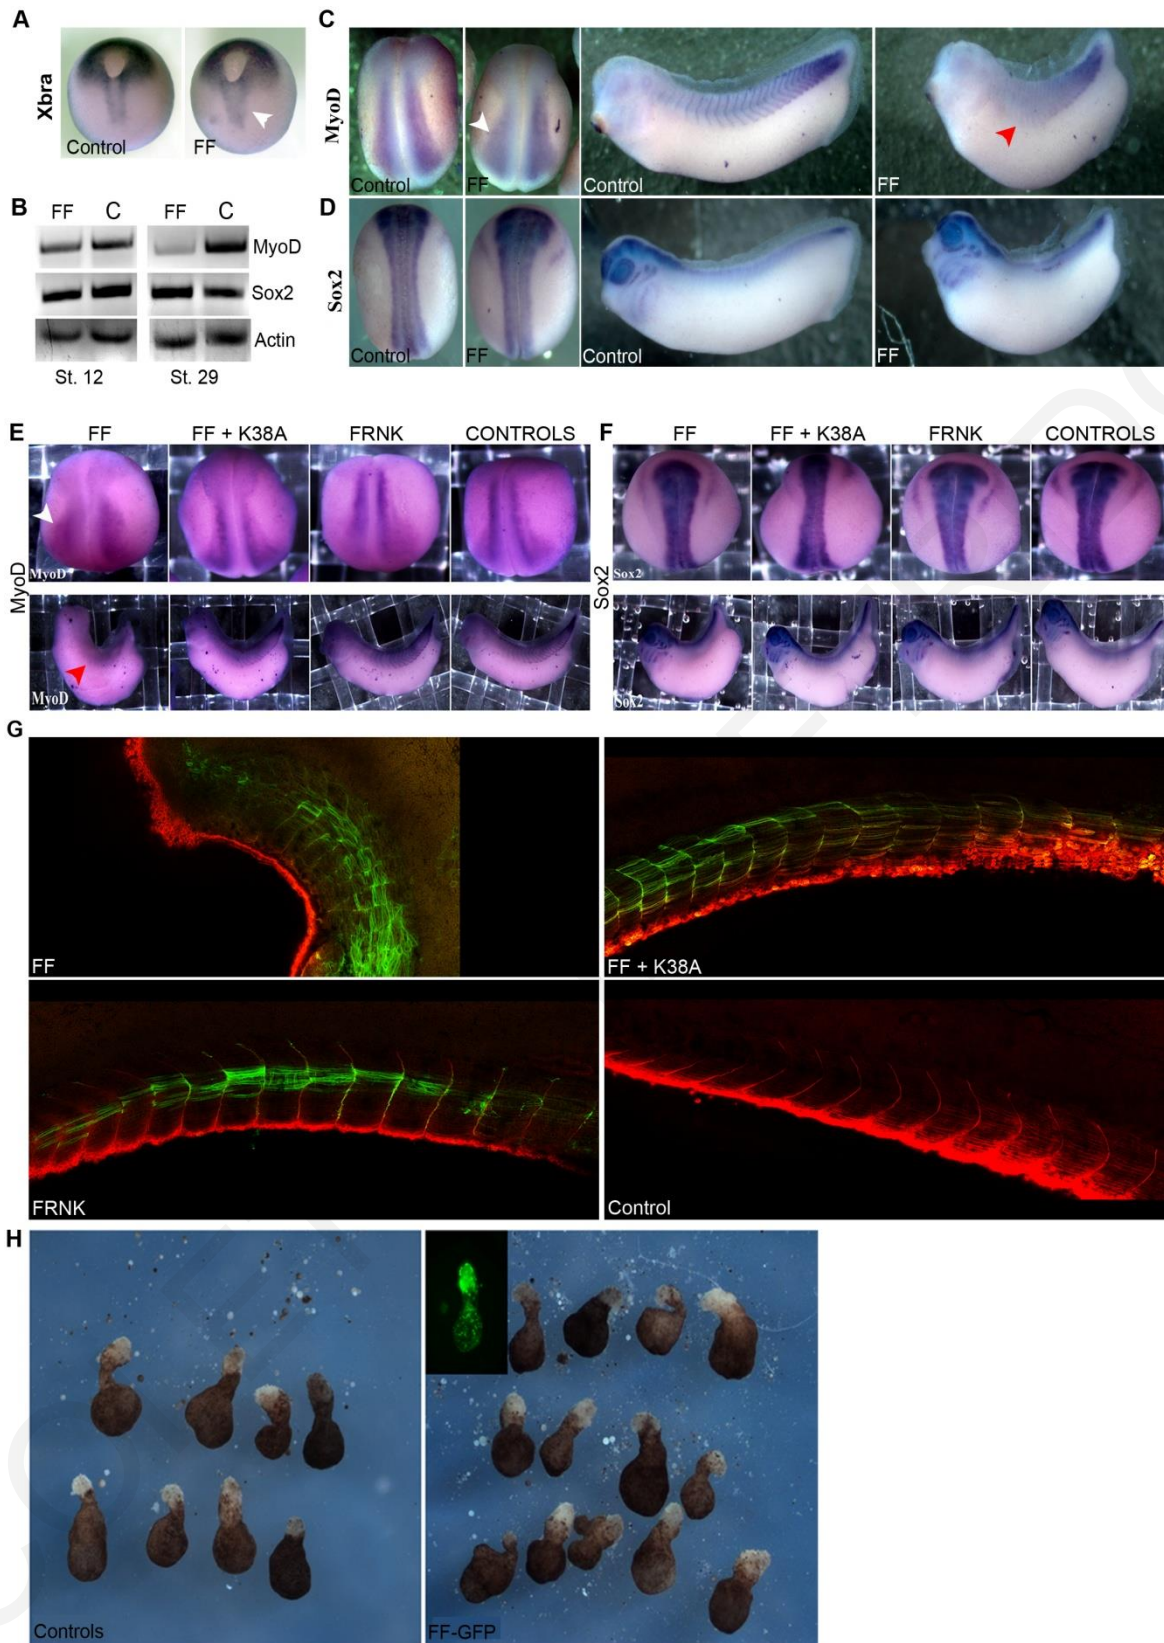 A
Xbra
Control
FF
B
FF C FF C
MyoD
Sox2
Actin
St. 12 St. 29
C
MyoD
Control
FF
Control
FF
D
Sox2
Control
FF
Control
FF
E
FF FF + K38A FRNK CONTROLS
MyoD
MyoD
MyoD
F
FF FF + K38A FRNK CONTROLS
Sox2
Sox2
Sox2
G
FF
FF + K38A
FRNK
Control
H
Controls
FF-GFP